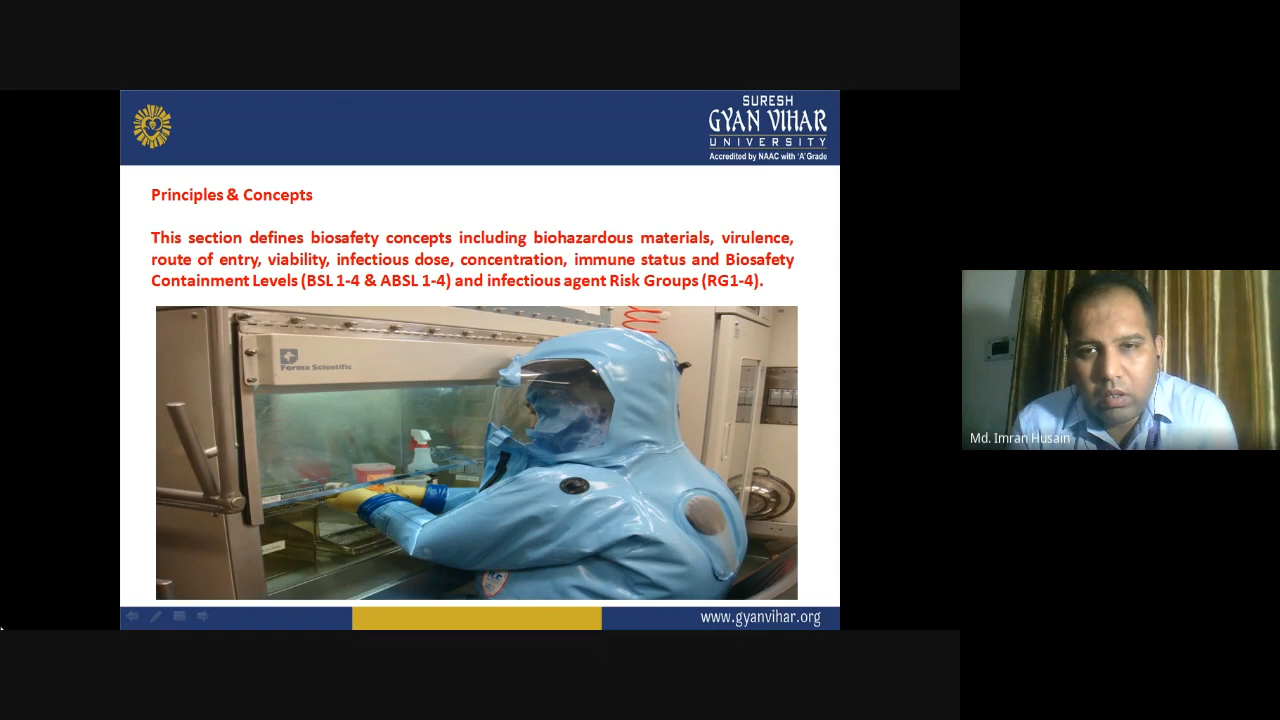 SURESH
GYAN VIHAR
UNIVERSITY
Accredited by NAAC with 'A' Grade
Principles & Concepts
This section defines biosafety concepts including biohazardous materials, virulence,
route of entry, viability, infectious dose, concentration, immune status and Biosafety
Containment Levels (BSL 1-4 & ABSL 1-4) and infectious agent Risk Groups (RG1-4).
Forma Scientific
www.gyanvihar.org
Md. Imran Husain